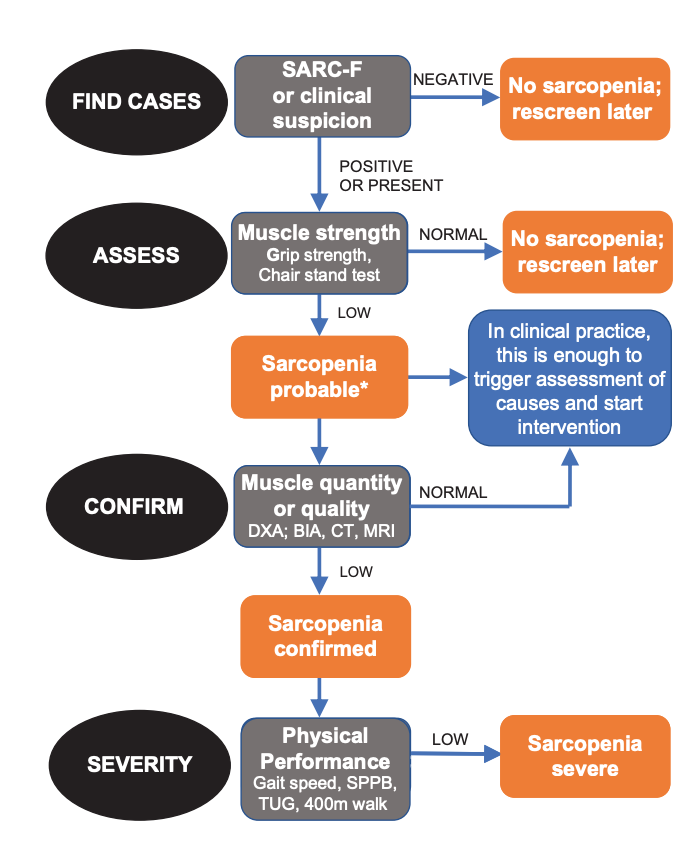 FIND CASES
SARC-F
or clinical
suspicion
NEGATIVE
No sarcopenia;
rescreen later
POSITIVE
OR PRESENT
ASSESS
Muscle strength
Grip strength,
Chair stand test
NORMAL
No sarcopenia;
rescreen later
LOW
Sarcopenia
probable*
In clinical practice,
this is enough to
trigger assessment of
causes and start
intervention
CONFIRM
Muscle quantity
or quality
DXA; BIA, CT, MRI
NORMAL
LOW
Sarcopenia
confirmed
SEVERITY
Physical
Performance
Gait speed, SPPB,
TUG, 400m walk
LOW
Sarcopenia
severe